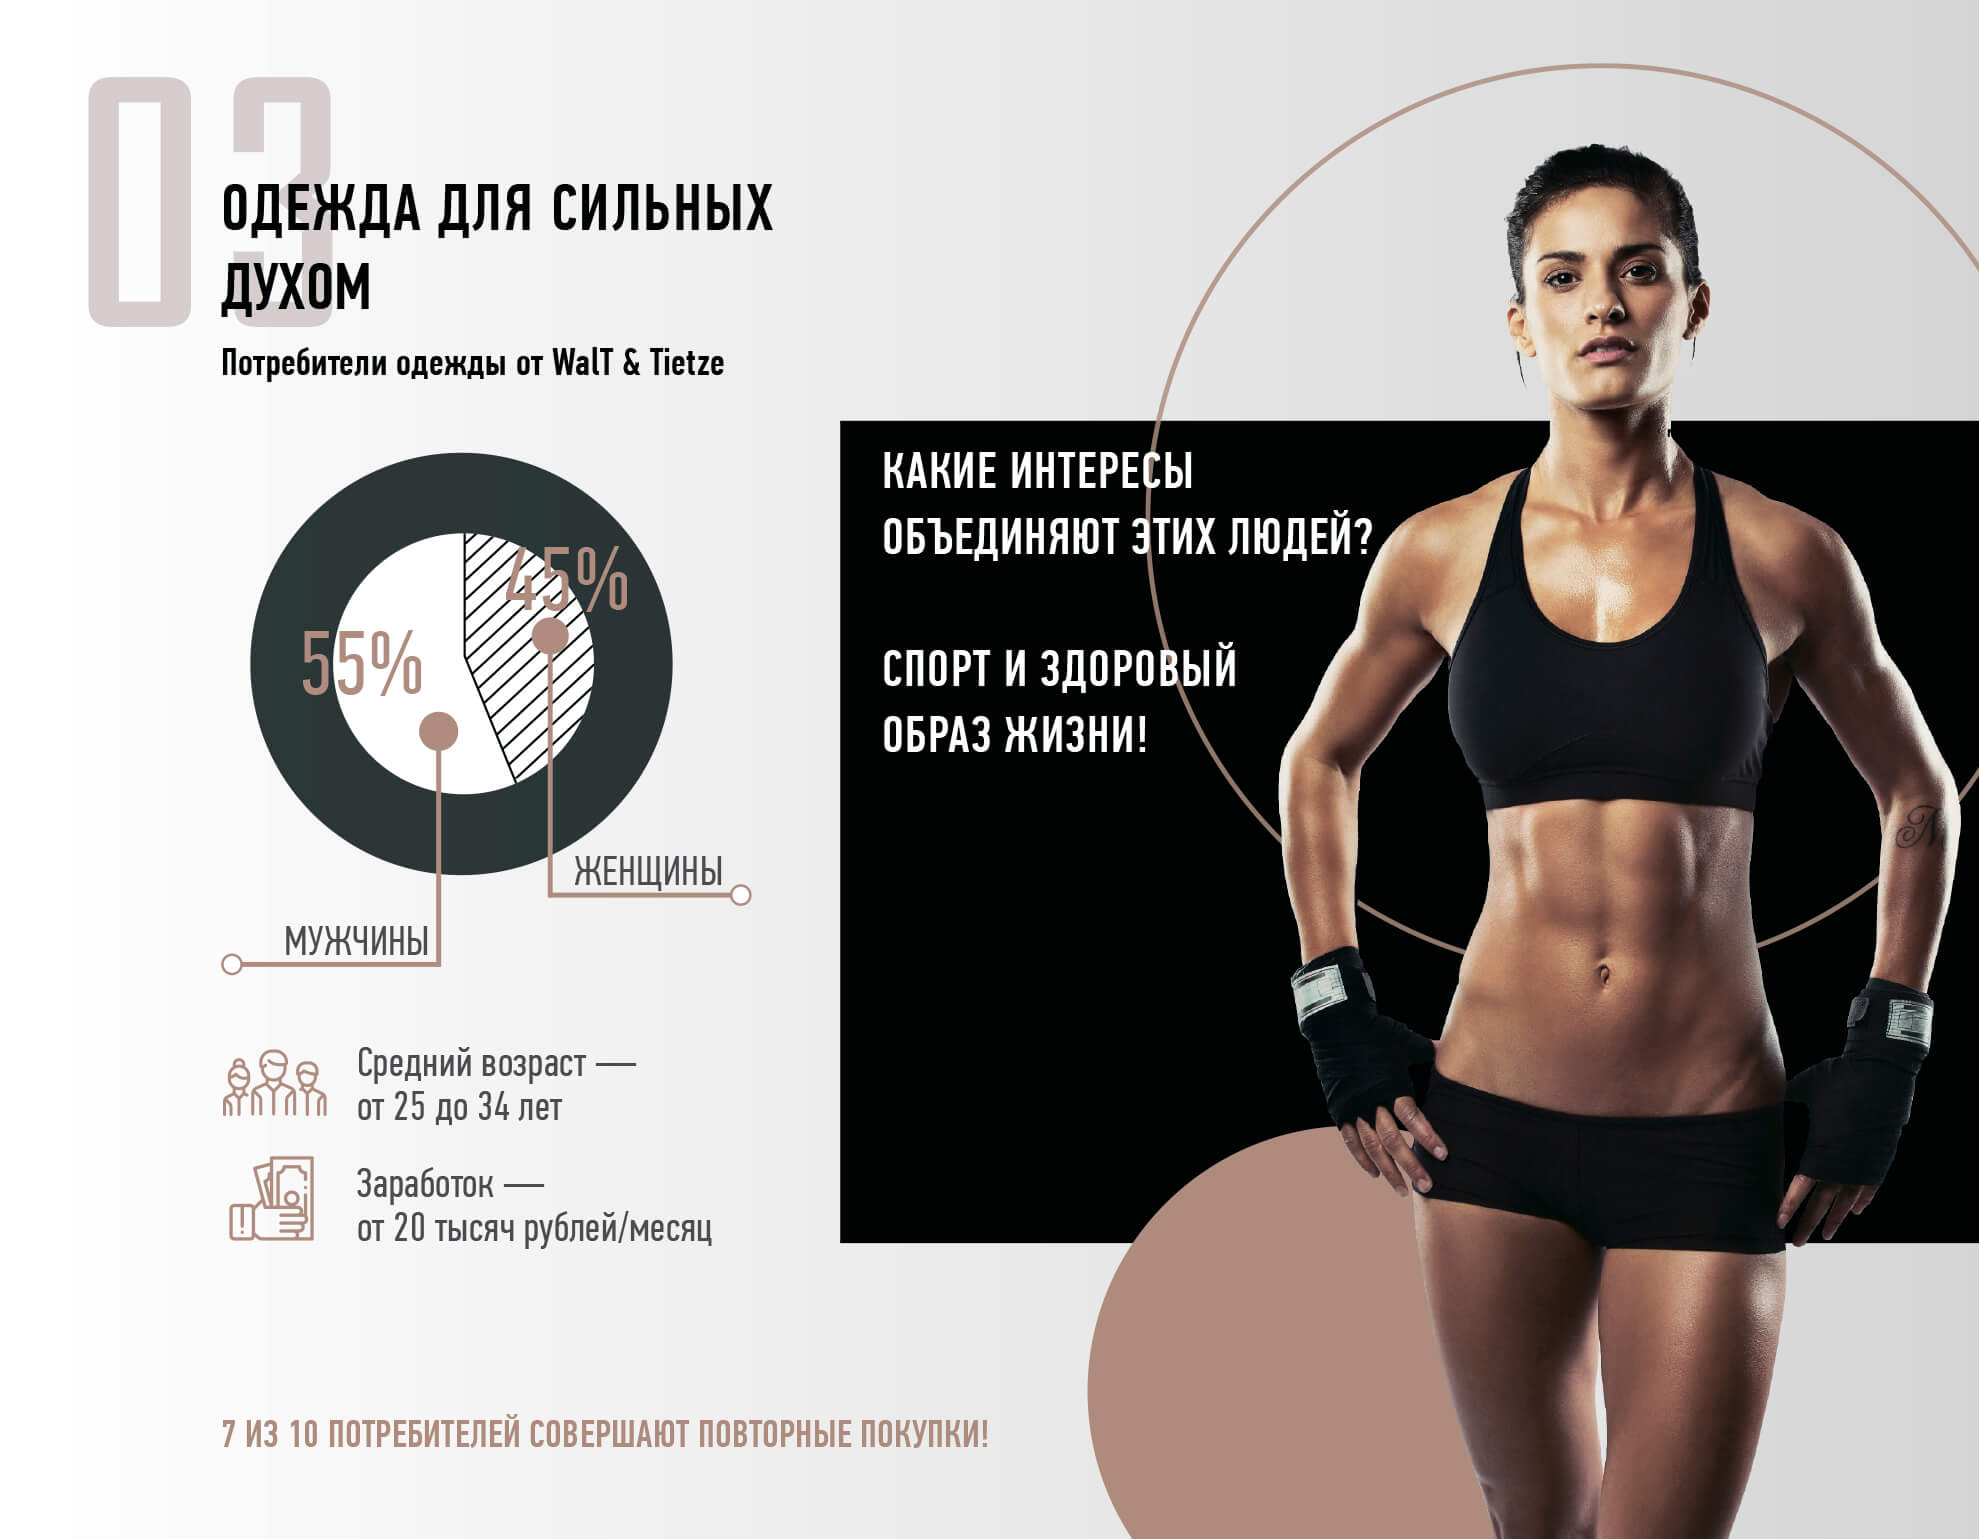 03
ОДЕЖДА ДЛЯ СИЛЬНЫХ
ДУХОМ
Потребители одежды от WalT & Tietze
45%
55%
ЖЕНЩИНЫ
МУЖЧИНЫ
Средний возраст —
от 25 до 34 лет
Заработок —
от 20 тысяч рублей/месяц
7 ИЗ 10 ПОТРЕБИТЕЛЕЙ СОВЕРШАЮТ ПОВТОРНЫЕ ПОКУПКИ!
КАКИЕ ИНТЕРЕСЫ
ОБЪЕДИНЯЮТ ЭТИХ ЛЮДЕЙ?
СПОРТ И ЗДОРОВЫЙ
ОБРАЗ ЖИЗНИ!